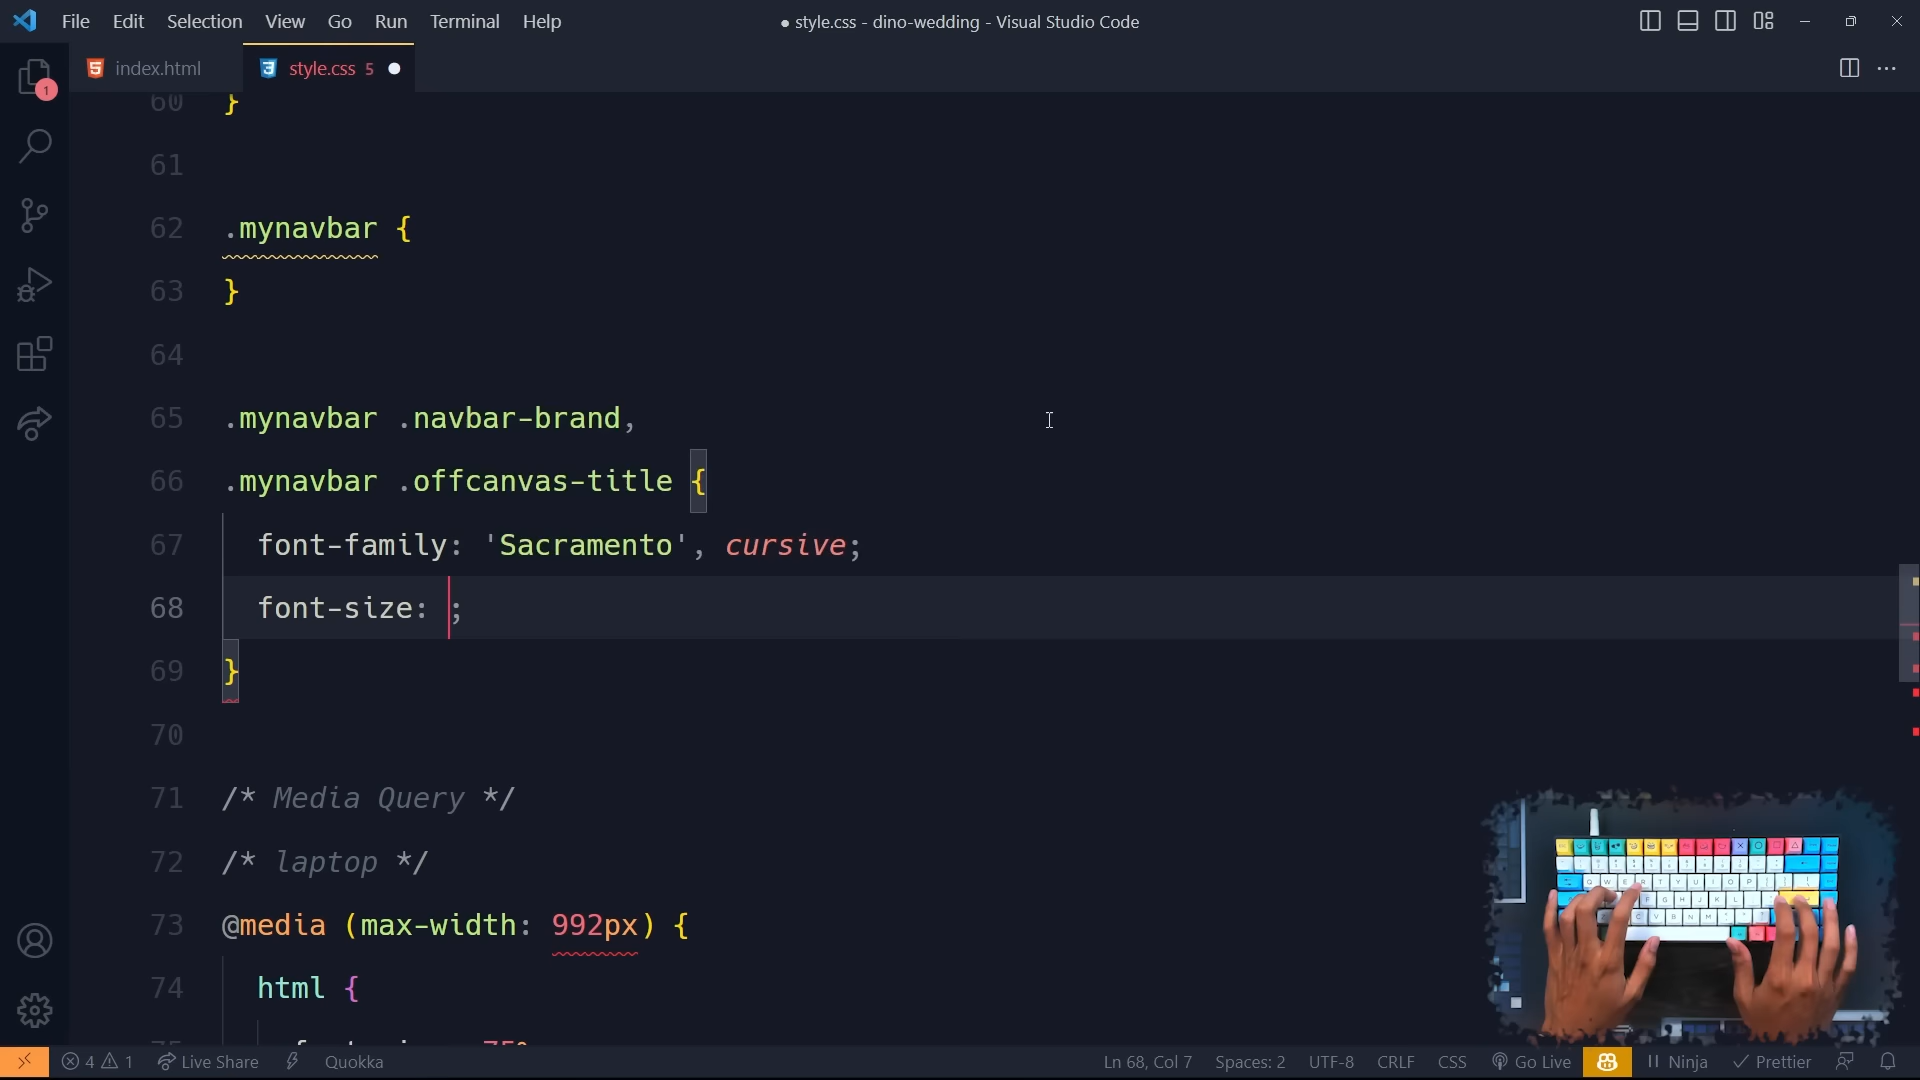 File Edit Selection View Go Run Terminal Help
● style.css - dino-wedding - Visual Studio Code
index.html
style.css 5 ●
1
60 }
61
62 .mynavbar {
63 }
64
65 .mynavbar .navbar-brand,
66 .mynavbar .offcanvas-title {
67 font-family: 'Sacramento', cursive;
68 font-size: ;
69 }
70
71 /* Media Query */
72 /* laptop */
73 @media (max-width: 992px) {
74 html {
4 1 Live Share Quokka
Ln 68, Col 7 Spaces: 2 UTF-8 CRLF CSS Go Live Ninja Prettier